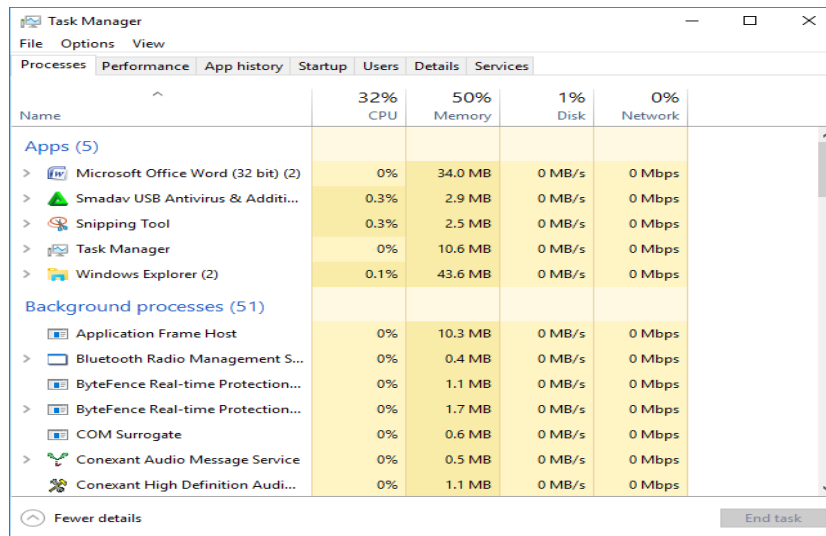 Task Manager
File Options View
Processes Performance App history Startup Users Details Services
32% 50% 1% 0%
Name CPU Memory Disk Network
Apps (5)
Microsoft Office Word (32 bit) (2) 0% 34.0 MB 0 MB/s 0 Mbps
Smadav USB Antivirus & Additi... 0.3% 2.9 MB 0 MB/s 0 Mbps
Snipping Tool 0.3% 2.5 MB 0 MB/s 0 Mbps
Task Manager 0% 10.6 MB 0 MB/s 0 Mbps
Windows Explorer (2) 0.1% 43.6 MB 0 MB/s 0 Mbps
Background processes (51)
Application Frame Host 0% 10.3 MB 0 MB/s 0 Mbps
Bluetooth Radio Management S... 0% 0.4 MB 0 MB/s 0 Mbps
ByteFence Real-time Protection... 0% 1.1 MB 0 MB/s 0 Mbps
ByteFence Real-time Protection... 0% 1.7 MB 0 MB/s 0 Mbps
COM Surrogate 0% 0.6 MB 0 MB/s 0 Mbps
Conexant Audio Message Service 0% 0.5 MB 0 MB/s 0 Mbps
Conexant High Definition Audi... 0% 1.1 MB 0 MB/s 0 Mbps
Fewer details End task